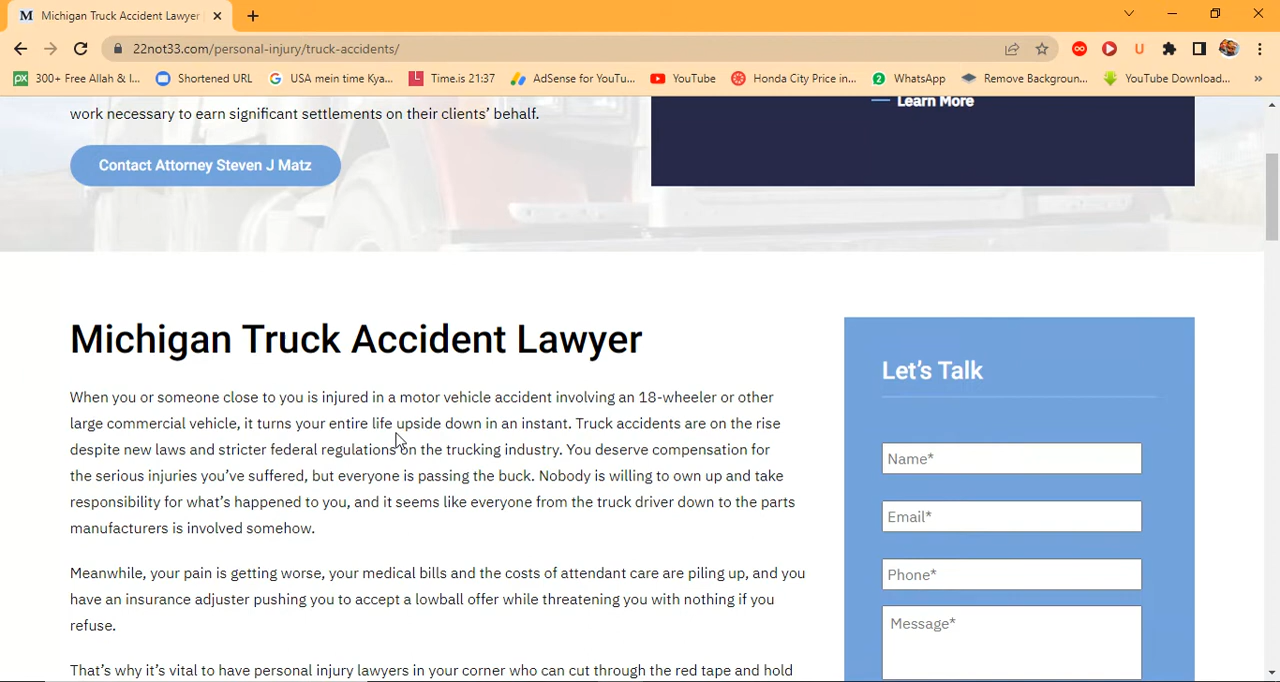 Michigan Truck Accident Lawyer
22not33.com/personal-injury/truck-accidents/
300+ Free Allah & I... Shortened URL USA mein time Kya... Time.is 21:37 AdSense for YouTu... YouTube Honda City Price in... WhatsApp Remove Backgroun... YouTube Download... »
work necessary to earn significant settlements on their clients' behalf.
Learn More
Contact Attorney Steven J Matz
Michigan Truck Accident Lawyer
When you or someone close to you is injured in a motor vehicle accident involving an 18-wheeler or other
large commercial vehicle, it turns your entire life upside down in an instant. Truck accidents are on the rise
despite new laws and stricter federal regulations on the trucking industry. You deserve compensation for
the serious injuries you've suffered, but everyone is passing the buck. Nobody is willing to own up and take
responsibility for what's happened to you, and it seems like everyone from the truck driver down to the parts
manufacturers is involved somehow.
Meanwhile, your pain is getting worse, your medical bills and the costs of attendant care are piling up, and you
have an insurance adjuster pushing you to accept a lowball offer while threatening you with nothing if you
refuse.
That's why it's vital to have personal injury lawyers in your corner who can cut through the red tape and hold
Let's Talk
Name*
Email*
Phone*
Message*